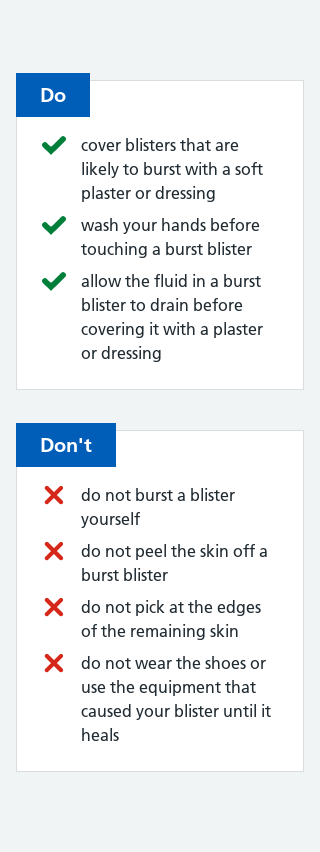 Do
cover blisters that are
likely to burst with a soft
plaster or dressing
wash your hands before
touching a burst blister
allow the fluid in a burst
blister to drain before
covering it with a plaster
or dressing
Don't
do not burst a blister
yourself
do not peel the skin off a
burst blister
do not pick at the edges
of the remaining skin
do not wear the shoes or
use the equipment that
caused your blister until it
heals